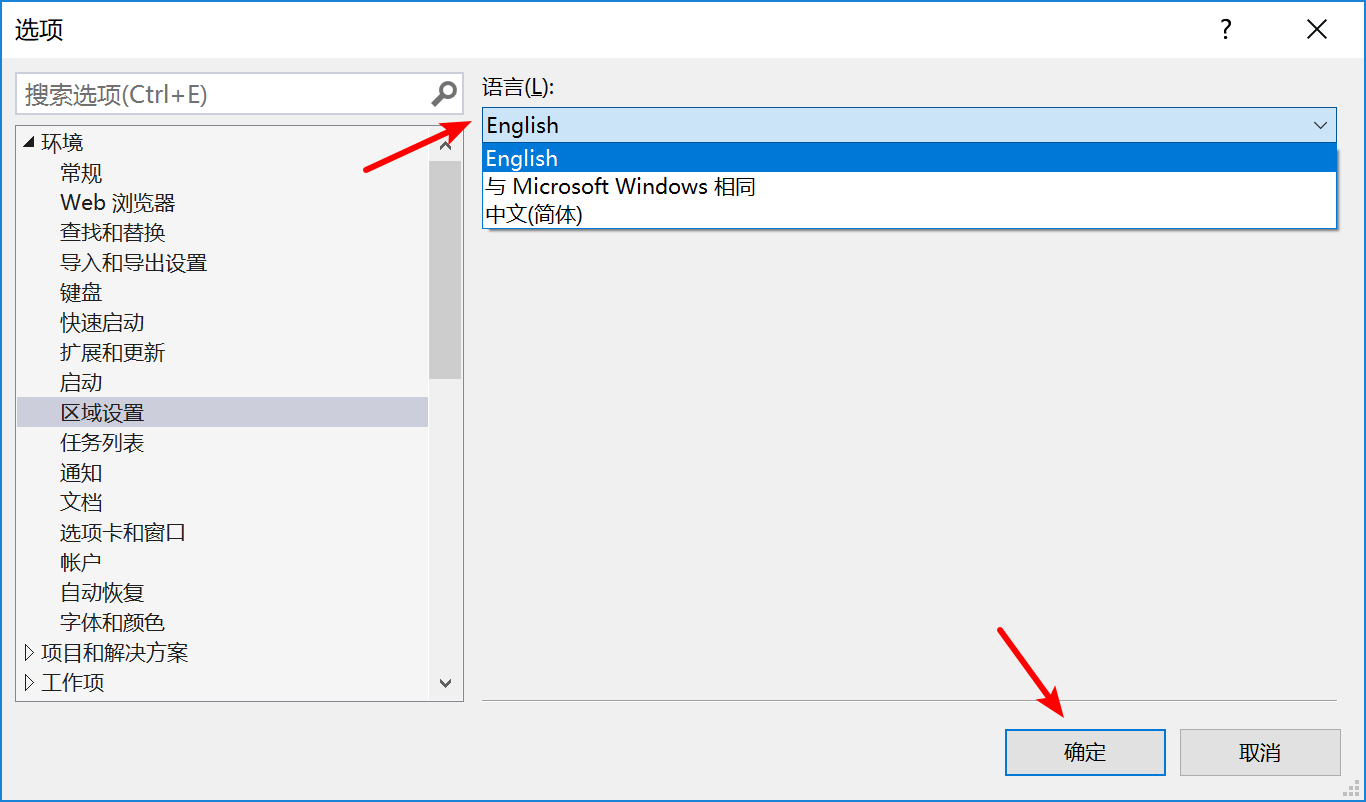 选项
?
搜索选项(Ctrl+E)
环境
常规
Web 浏览器
查找和替换
导入和导出设置
键盘
快速启动
扩展和更新
启动
区域设置
任务列表
通知
文档
选项卡和窗口
帐户
自动恢复
字体和颜色
项目和解决方案
工作项
语言(L):
English
English
与 Microsoft Windows 相同
中文(简体)
确定
取消